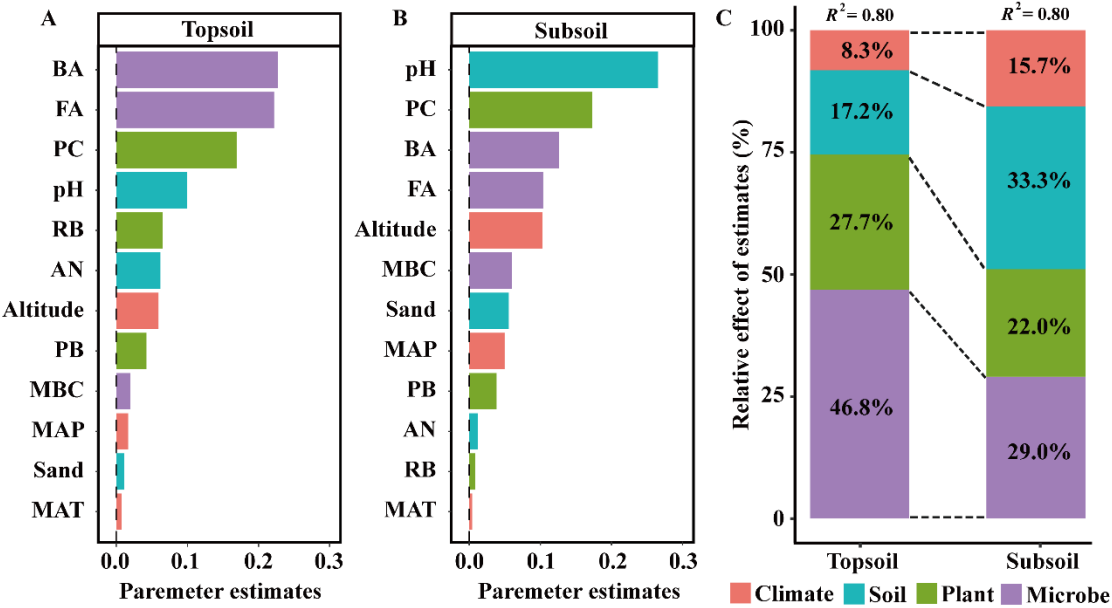 A
Topsoil
BA
FA
PC
pH
RB
AN
Altitude
PB
MBC
MAP
Sand
MAT
0.0 0.1 0.2 0.3
Paremeter estimates
B
Subsoil
pH
PC
BA
FA
Altitude
MBC
Sand
MAP
PB
AN
RB
MAT
0.0 0.1 0.2 0.3
Paremeter estimates
C
R² = 0.80 R² = 0.80
Relative effect of estimates (%)
100
75
50
25
0
8.3%
17.2%
27.7%
46.8%
15.7%
33.3%
22.0%
29.0%
Topsoil Subsoil
Climate Soil Plant Microbe